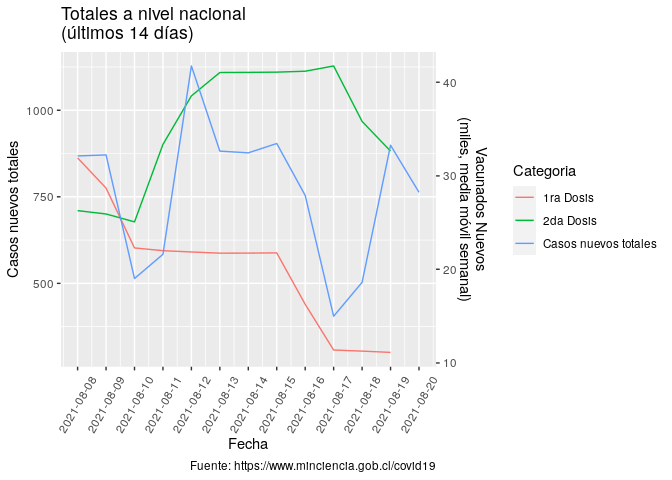 Totales a nivel nacional
(últimos 14 días)
Casos nuevos totales
1000
750
500
40
30
20
10
Vacunados Nuevos
(miles, media móvil semanal)
2021-08-08
2021-08-09
2021-08-10
2021-08-11
2021-08-12
2021-08-13
2021-08-14
2021-08-15
2021-08-16
2021-08-17
2021-08-18
2021-08-19
2021-08-20
Fecha
Categoria
1ra Dosis
2da Dosis
Casos nuevos totales
Fuente: https://www.minciencia.gob.cl/covid19